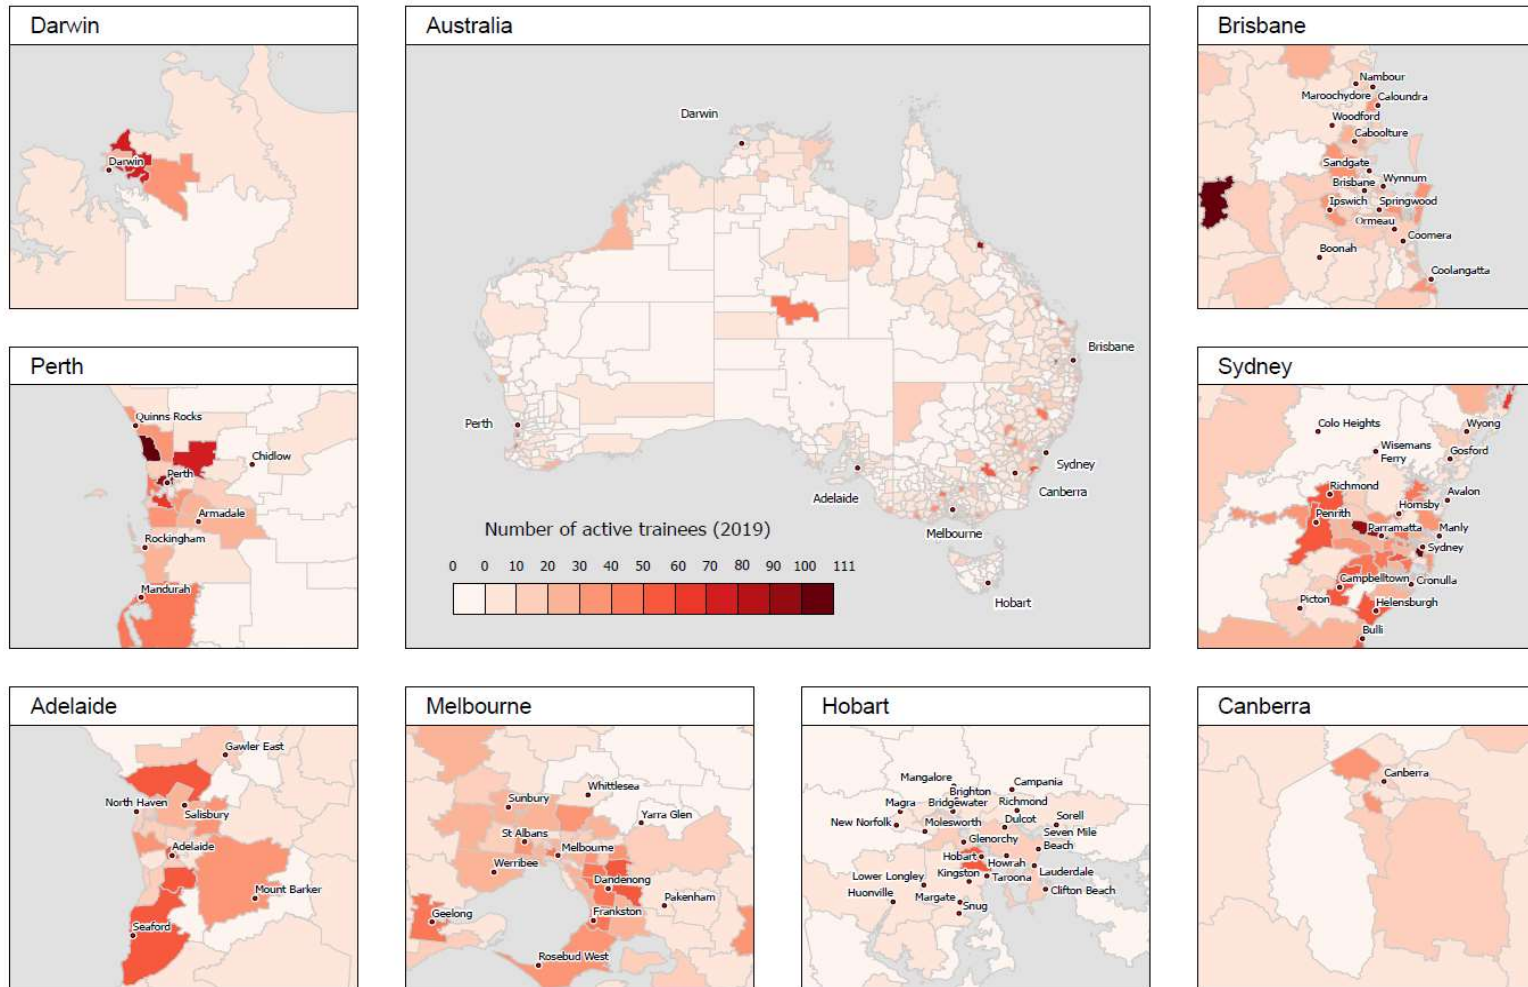 Darwin
Darwin
Australia
Darwin
Brisbane
Perth
Sydney
Adelaide
Canberra
Melbourne
Hobart
Number of active trainees (2019)
0 0 10 20 30 40 50 60 70 80 90 100 111
Brisbane
Nambour
Maroochydore
Caloundra
Woodford
Caboolture
Sandgate
Brisbane
Wynnum
Ipswich
Springwood
Ormeau
Coomera
Boonah
Coolangatta
Perth
Quinns Rocks
Chidlow
Perth
Armadale
Rockingham
Mandurah
Sydney
Colo Heights
Wyong
Wisemans
Ferry
Gosford
Richmond
Avalon
Hornsby
Penrith
Parramatta
Manly
Sydney
Campbelltown
Cronulla
Picton
Helensburgh
Bulli
Adelaide
Gawler East
North Haven
Salisbury
Adelaide
Mount Barker
Seaford
Melbourne
Whittlesea
Sunbury
Yarra Glen
St Albans
Melbourne
Werribee
Dandenong
Pakenham
Geelong
Frankston
Rosebud West
Hobart
Mangalore
Campania
Brighton
Magra
Bridgewater
Richmond
New Norfolk
Molesworth
Dulcot
Sorell
Seven Mile
Beach
Glenorchy
Hobart
Howrah
Lauderdale
Lower Longley
Kingston
Taroona
Huonville
Margate
Clifton Beach
Snug
Canberra
Canberra